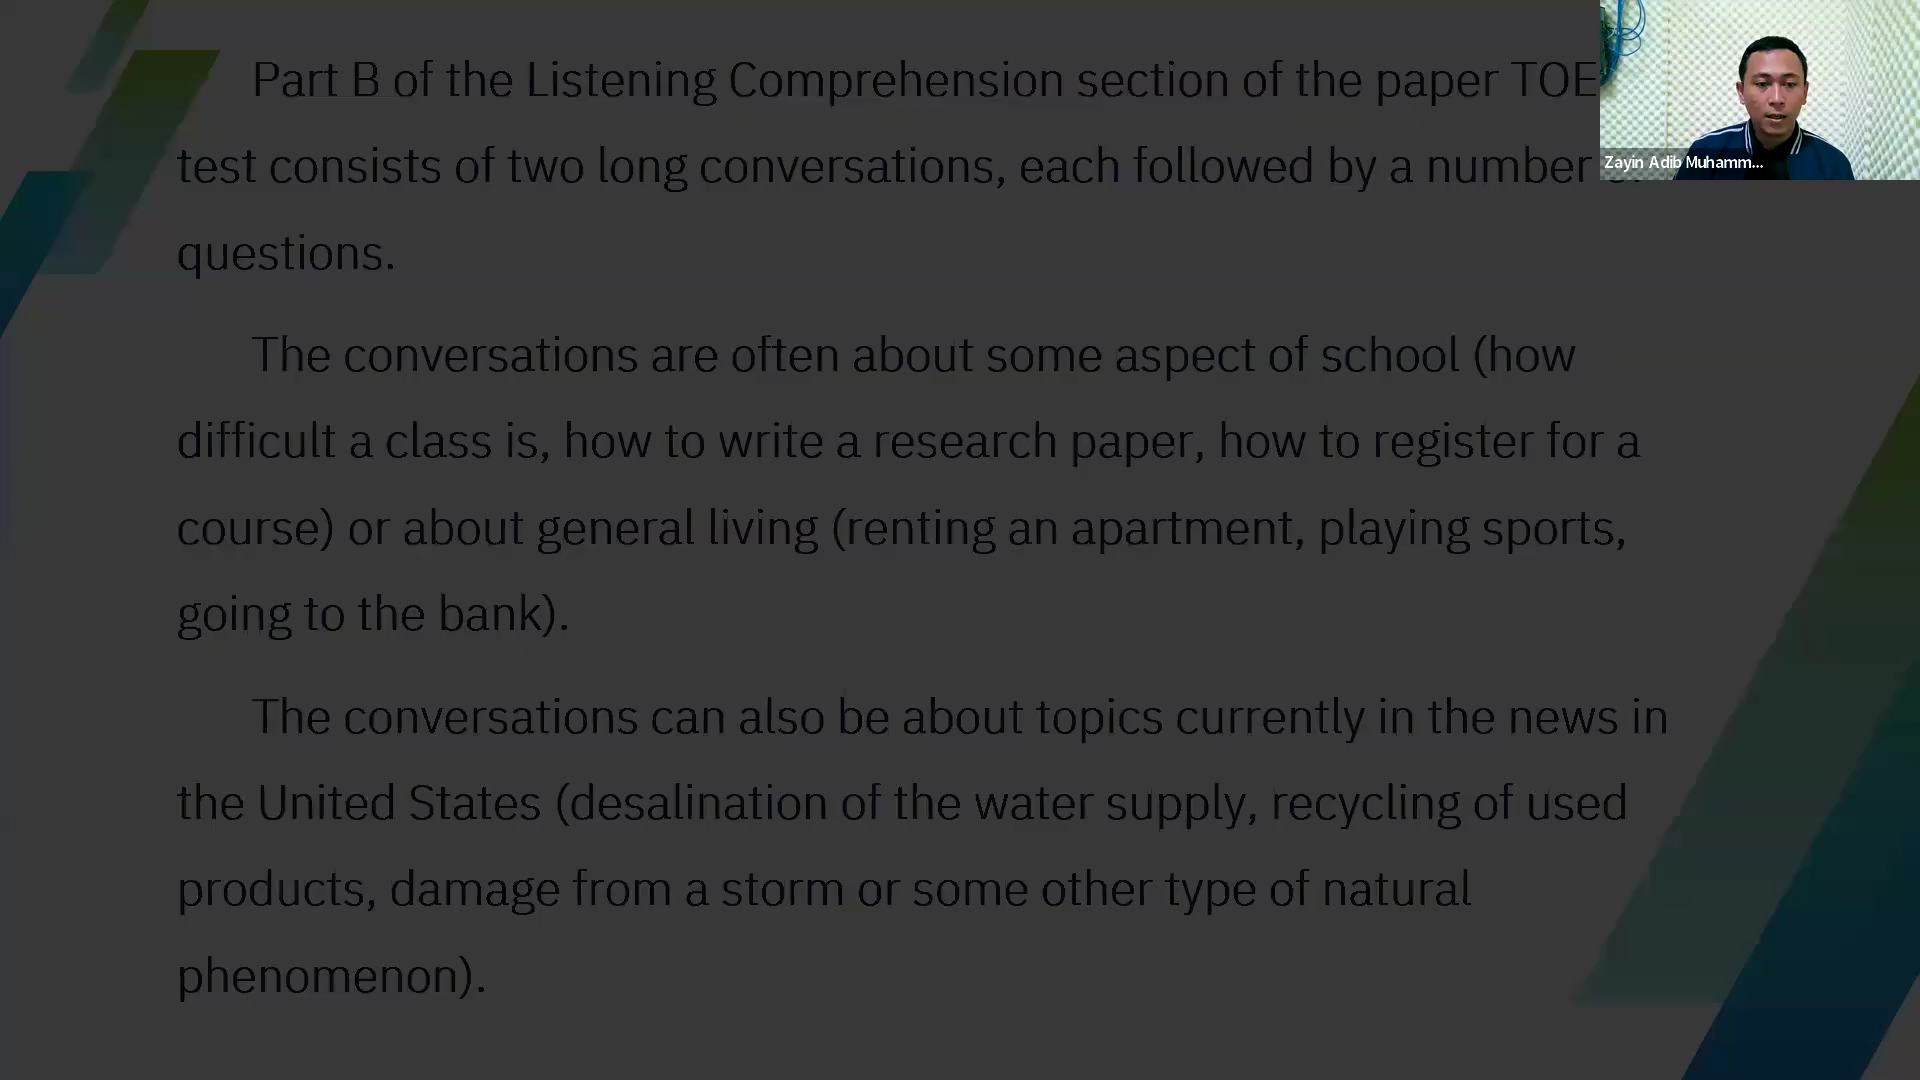 Part B of the Listening Comprehension section of the paper
test consists of two long conversations, each followed by a number
questions.
The conversations are often about some aspect of school (how
difficult a class is, how to write a research paper, how to register for a
course) or about general living (renting an apartment, playing sports,
going to the bank).
The conversations can also be about topics currently in the news in
the United States (desalination of the water supply, recycling of used
products, damage from a storm or some other type of natural
phenomenon).
Zayin Adib Muhamm...